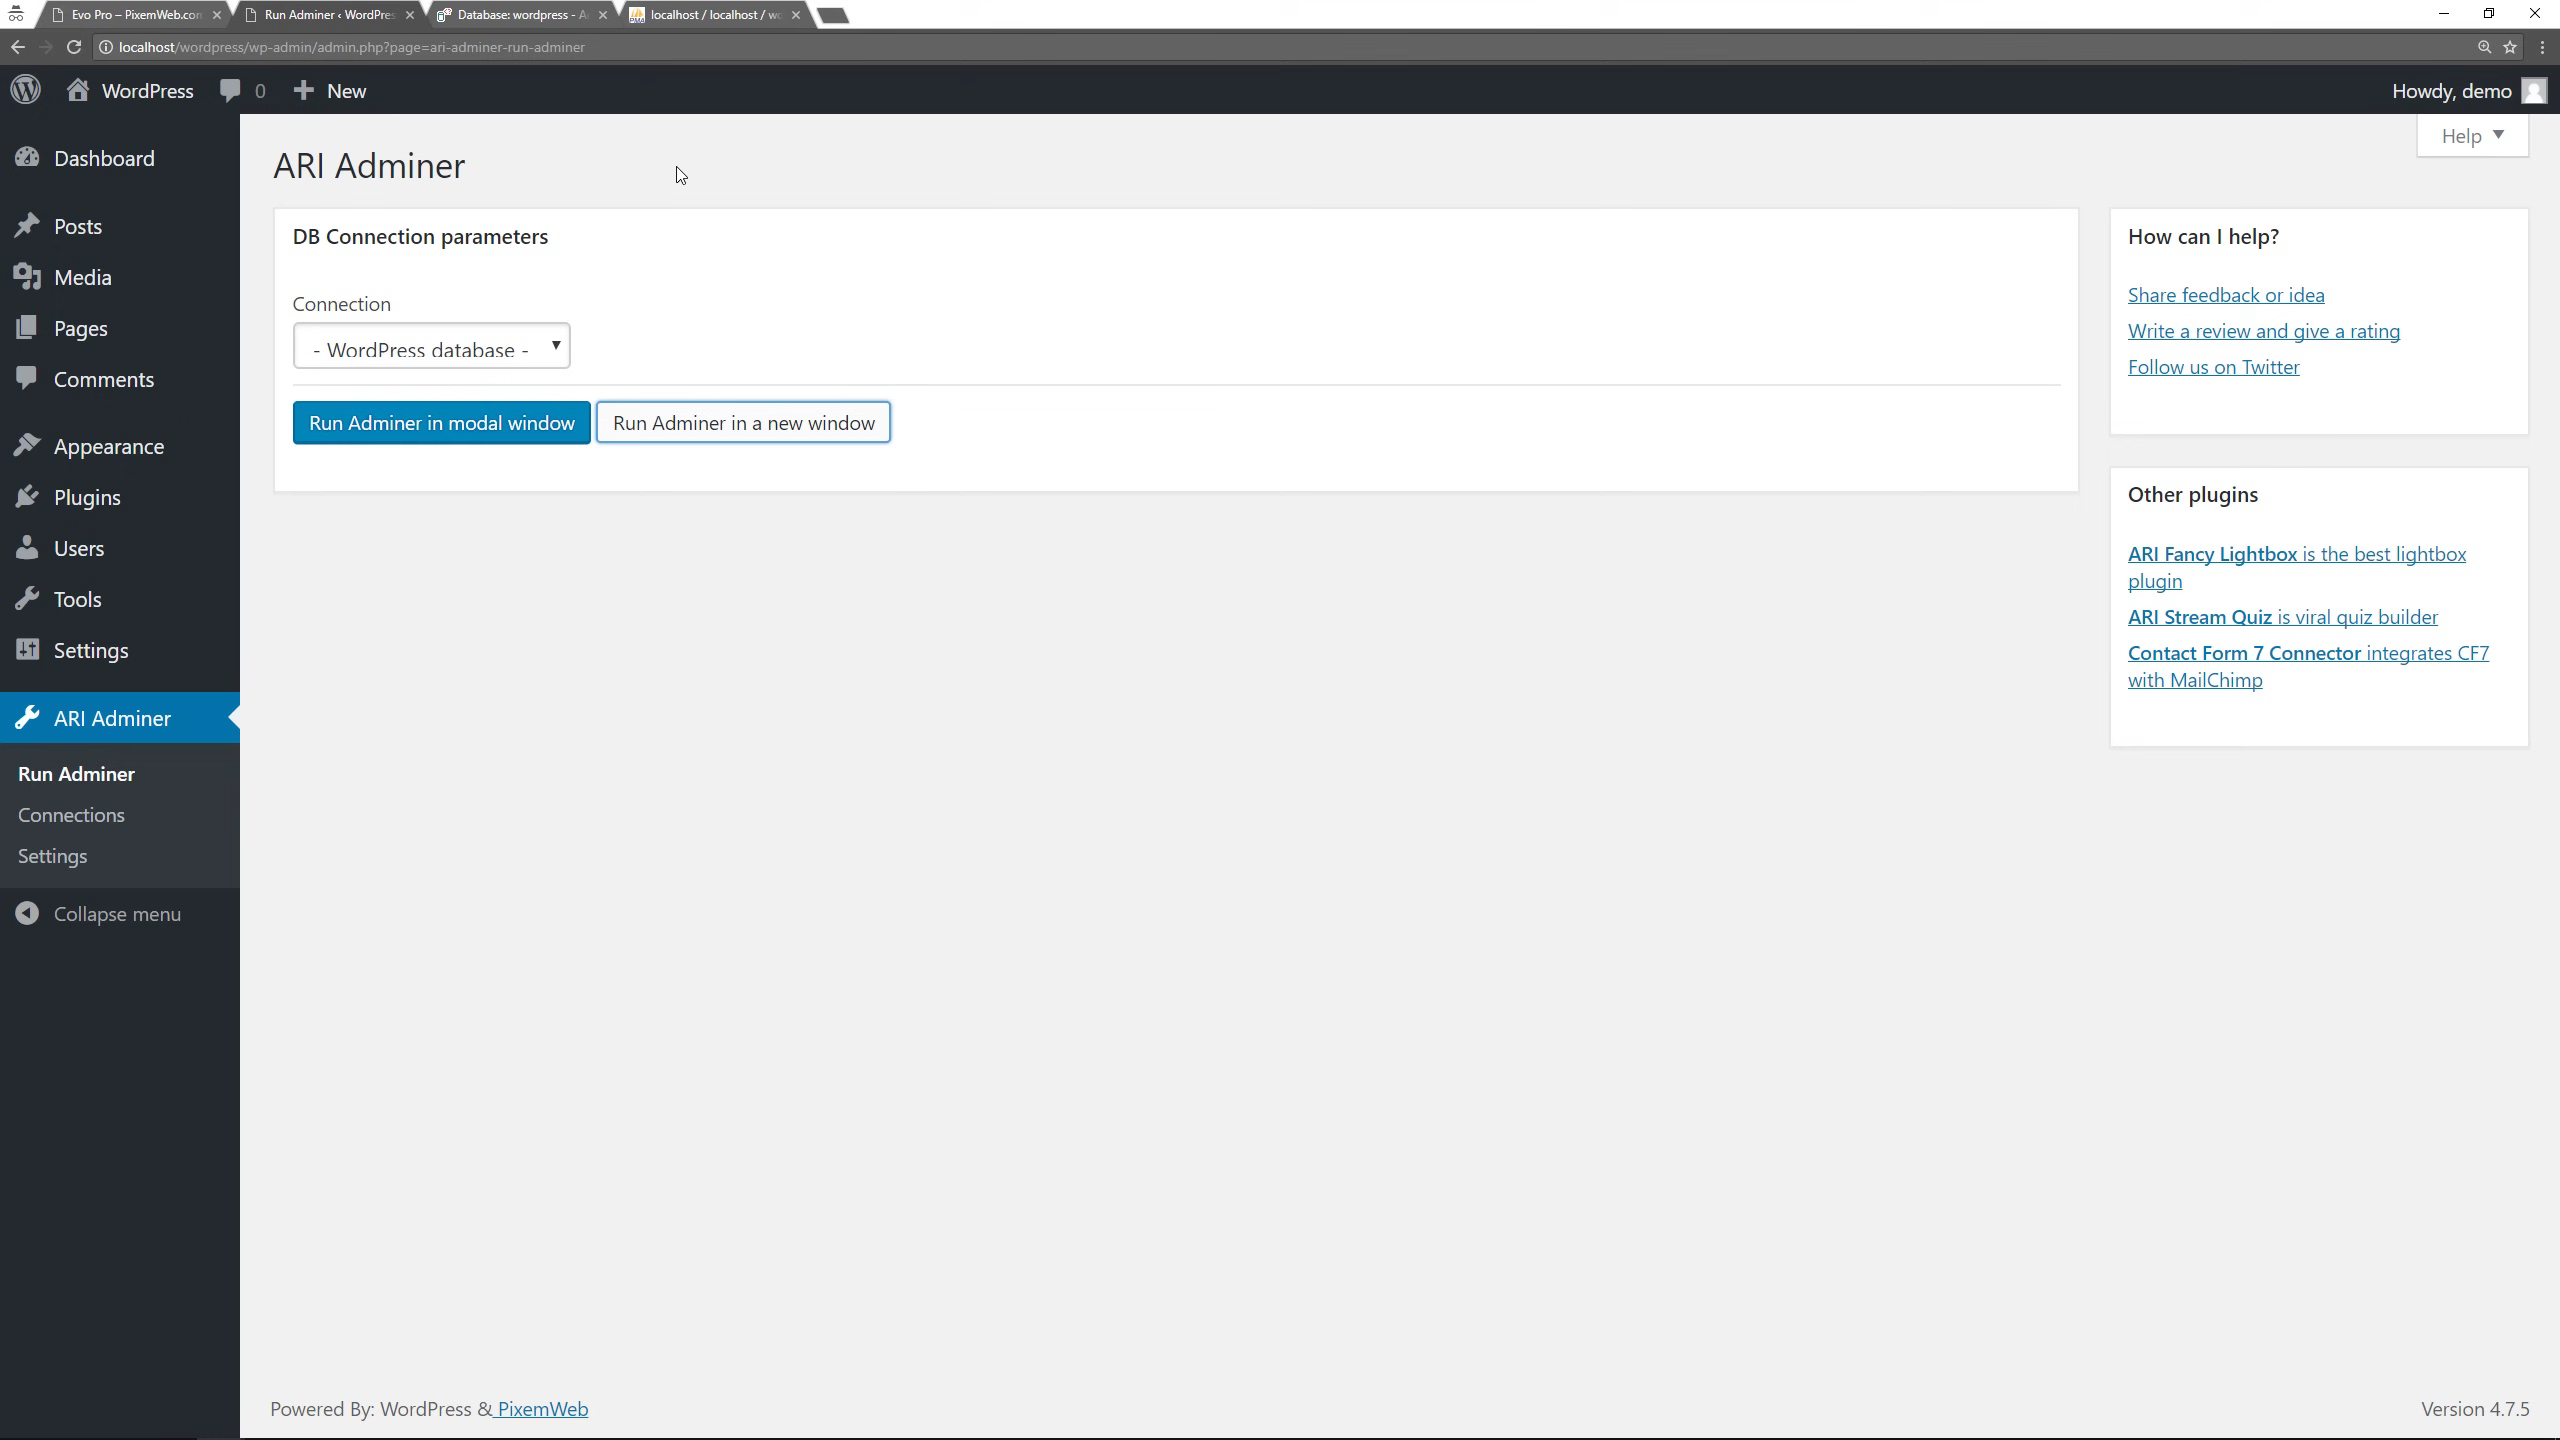 Evo Pro – PixemWeb.com
Run Adminer ‹ WordPres
Database: wordpress - A
localhost / localhost / wo
localhost/wordpress/wp-admin/admin.php?page=ari-adminer-run-adminer
WordPress
0
New
Howdy, demo
Help
Dashboard
Posts
Media
Pages
Comments
Appearance
Plugins
Users
Tools
Settings
ARI Adminer
Run Adminer
Connections
Settings
Collapse menu
ARI Adminer
DB Connection parameters
Connection
- WordPress database -
Run Adminer in modal window
Run Adminer in a new window
How can I help?
Share feedback or idea
Write a review and give a rating
Follow us on Twitter
Other plugins
ARI Fancy Lightbox is the best lightbox
plugin
ARI Stream Quiz is viral quiz builder
Contact Form 7 Connector integrates CF7
with MailChimp
Powered By: WordPress & PixemWeb
Version 4.7.5